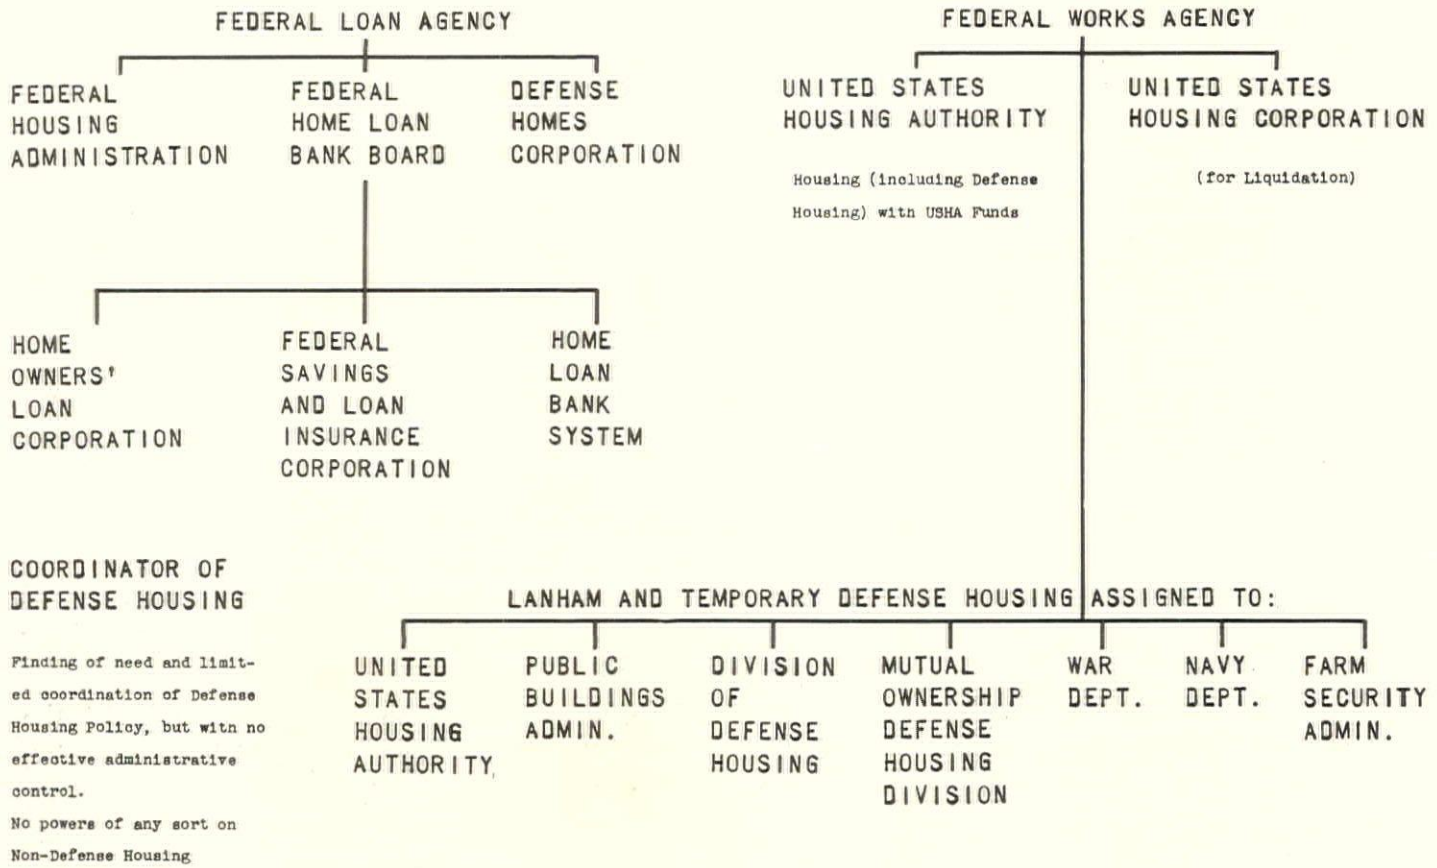 FEDERAL LOAN AGENCY
FEDERAL
HOUSING
ADMINISTRATION
FEDERAL
HOME LOAN
BANK BOARD
DEFENSE
HOMES
CORPORATION
HOME
OWNERS'
LOAN
CORPORATION
FEDERAL
SAVINGS
AND LOAN
INSURANCE
CORPORATION
HOME
LOAN
BANK
SYSTEM
FEDERAL WORKS AGENCY
UNITED STATES
HOUSING AUTHORITY
Housing (including Defense
Housing) with USHA Funds
UNITED STATES
HOUSING CORPORATION
(for Liquidation)
COORDINATOR OF
DEFENSE HOUSING
Finding of need and limit-
ed coordination of Defense
Housing Policy, but with no
effective administrative
control.
No powers of any sort on
Non-Defense Housing
LANHAM AND TEMPORARY DEFENSE HOUSING ASSIGNED TO:
UNITED
STATES
HOUSING
AUTHORITY
PUBLIC
BUILDINGS
ADMIN.
DIVISION
OF
DEFENSE
HOUSING
MUTUAL
OWNERSHIP
DEFENSE
HOUSING
DIVISION
WAR
DEPT.
NAVY
DEPT.
FARM
SECURITY
ADMIN.